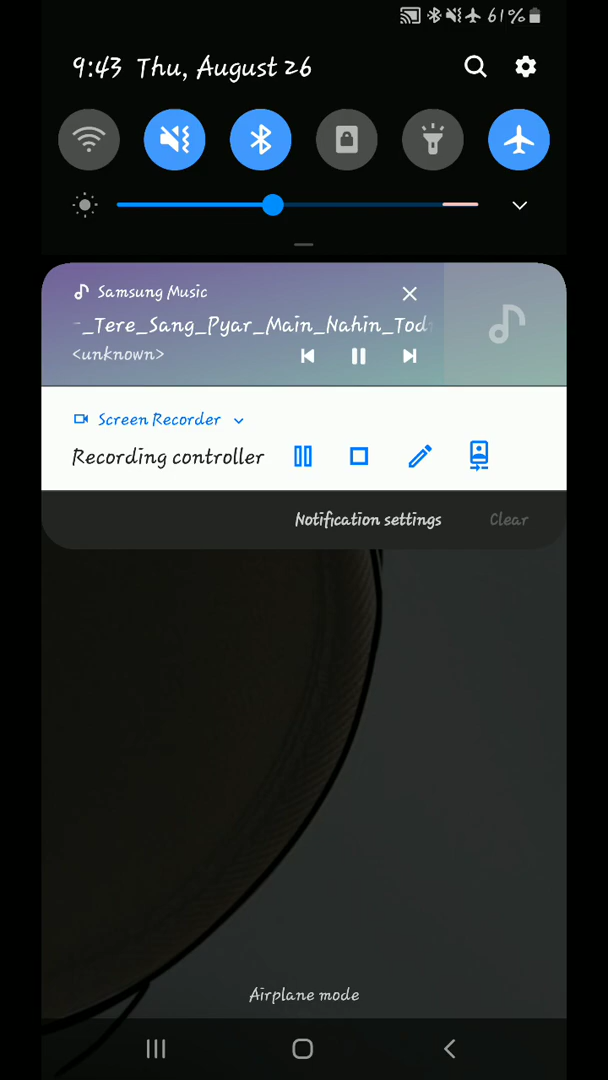 61%
9:43 Thu, August 26
Samsung Music
-_Tere_Sang_Pyar_Main_Nahin_Tod
<unknown>
Screen Recorder
Recording controller
Notification settings
Clear
Airplane mode